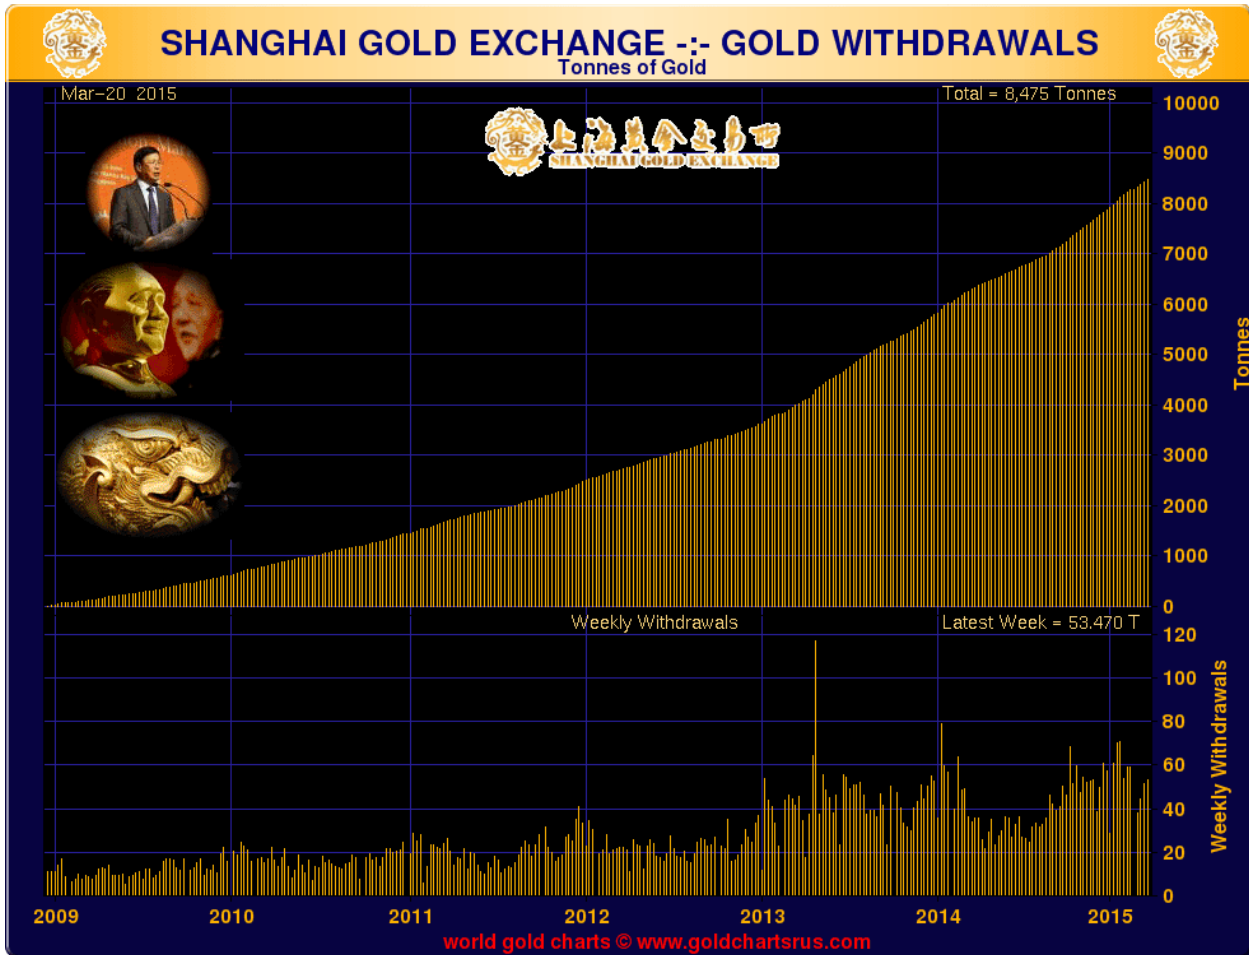 SHANGHAI GOLD EXCHANGE -:- GOLD WITHDRAWALS
Tonnes of Gold
Mar-20 2015
Total = 8,475 Tonnes
上海黄金交易所
SHANGHAI GOLD EXCHANGE
10000
9000
8000
7000
6000
5000
4000
3000
2000
1000
0
Tonnes
Weekly Withdrawals
Latest Week = 53.470 T
120
100
80
60
40
20
0
Weekly Withdrawals
2009 2010 2011 2012 2013 2014 2015
world gold charts © www.goldchartsrus.com